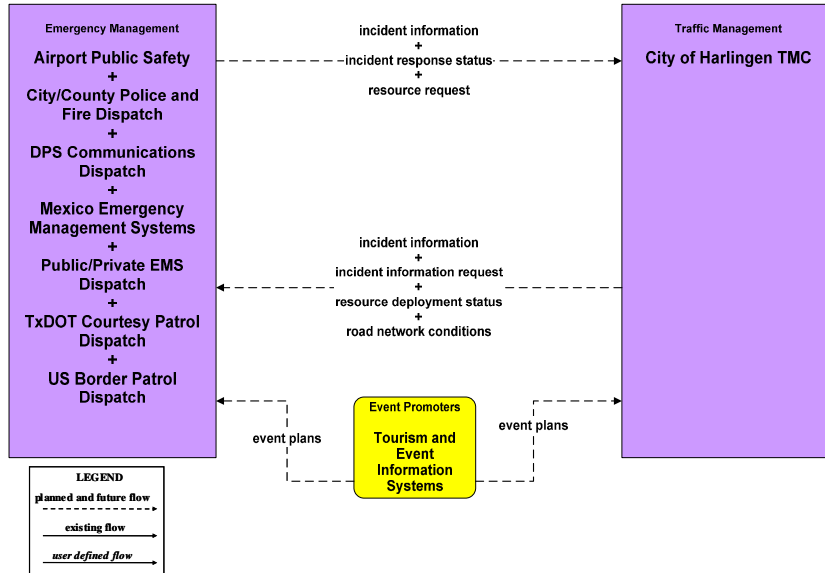 Emergency Management
Airport Public Safety
+
City/County Police and
Fire Dispatch
+
DPS Communications
Dispatch
+
Mexico Emergency
Management Systems
+
Public/Private EMS
Dispatch
+
TxDOT Courtesy Patrol
Dispatch
+
US Border Patrol
Dispatch
incident information
+
incident response status
+
resource request
Traffic Management
City of Harlingen TMC
incident information
+
incident information request
+
resource deployment status
+
road network conditions
event plans
Event Promoters
Tourism and
Event
Information
Systems
event plans
LEGEND
planned and future flow
existing flow
user defined flow